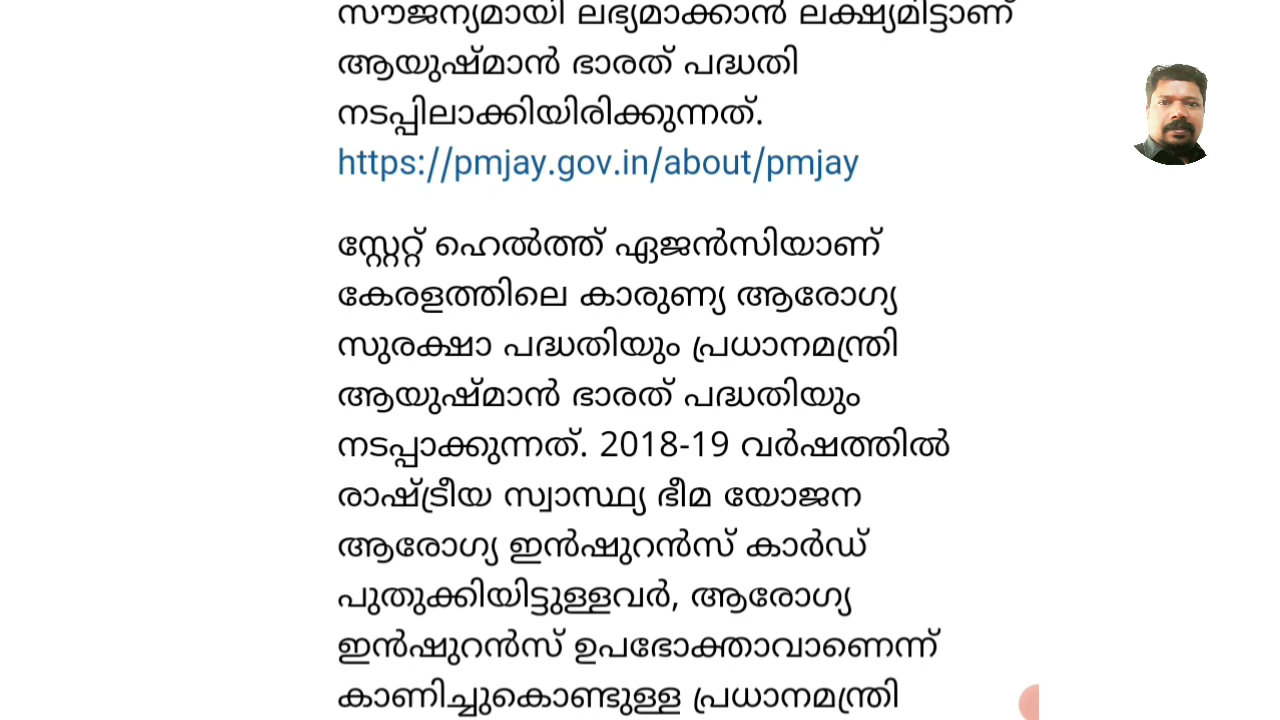 സൗജന്യമായി ലഭ്യമാക്കാൻ ലക്ഷ്യമിട്ടാണ്
ആയുഷ്മാൻ ഭാരത് പദ്ധതി
നടപ്പിലാക്കിയിരിക്കുന്നത്.
https://pmjay.gov.in/about/pmjay
സ്റ്റേറ്റ് ഹെൽത്ത് ഏജൻസിയാണ്
കേരളത്തിലെ കാരുണ്യ ആരോഗ്യ
സുരക്ഷാ പദ്ധതിയും പ്രധാനമന്ത്രി
ആയുഷ്മാൻ ഭാരത് പദ്ധതിയും
നടപ്പാക്കുന്നത്. 2018-19 വർഷത്തിൽ
രാഷ്ട്രീയ സ്വാസ്ഥ്യ ഭീമ യോജന
ആരോഗ്യ ഇൻഷുറൻസ് കാർഡ്
പുതുക്കിയിട്ടുള്ളവർ, ആരോഗ്യ
ഇൻഷുറൻസ് ഉപഭോക്താവാണെന്ന്
കാണിച്ചുകൊണ്ടുള്ള പ്രധാനമന്ത്രി